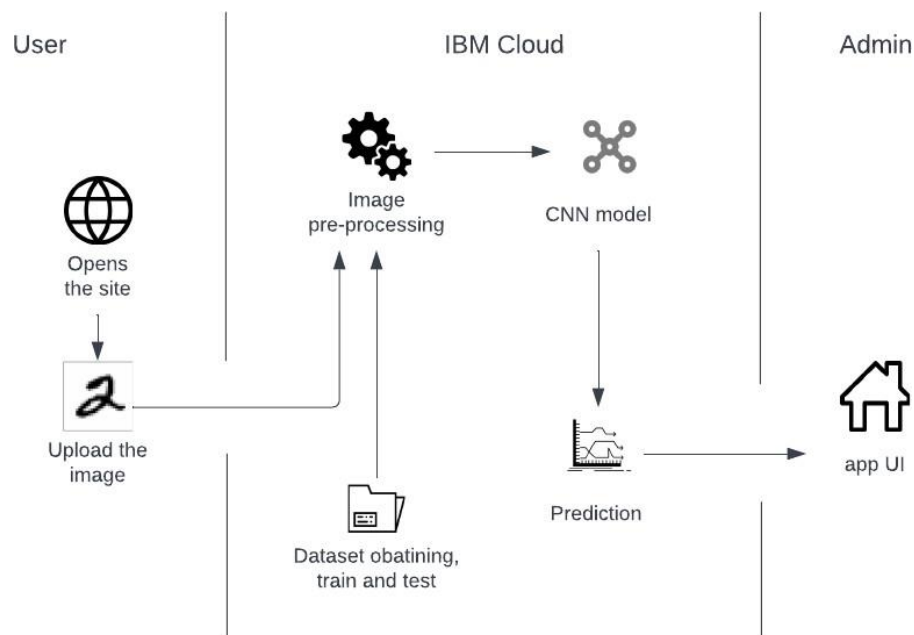 User
IBM Cloud
Admin
Image
pre-processing
CNN model
Opens
the site
2
Upload the
image
app UI
Prediction
Dataset obatining,
train and test